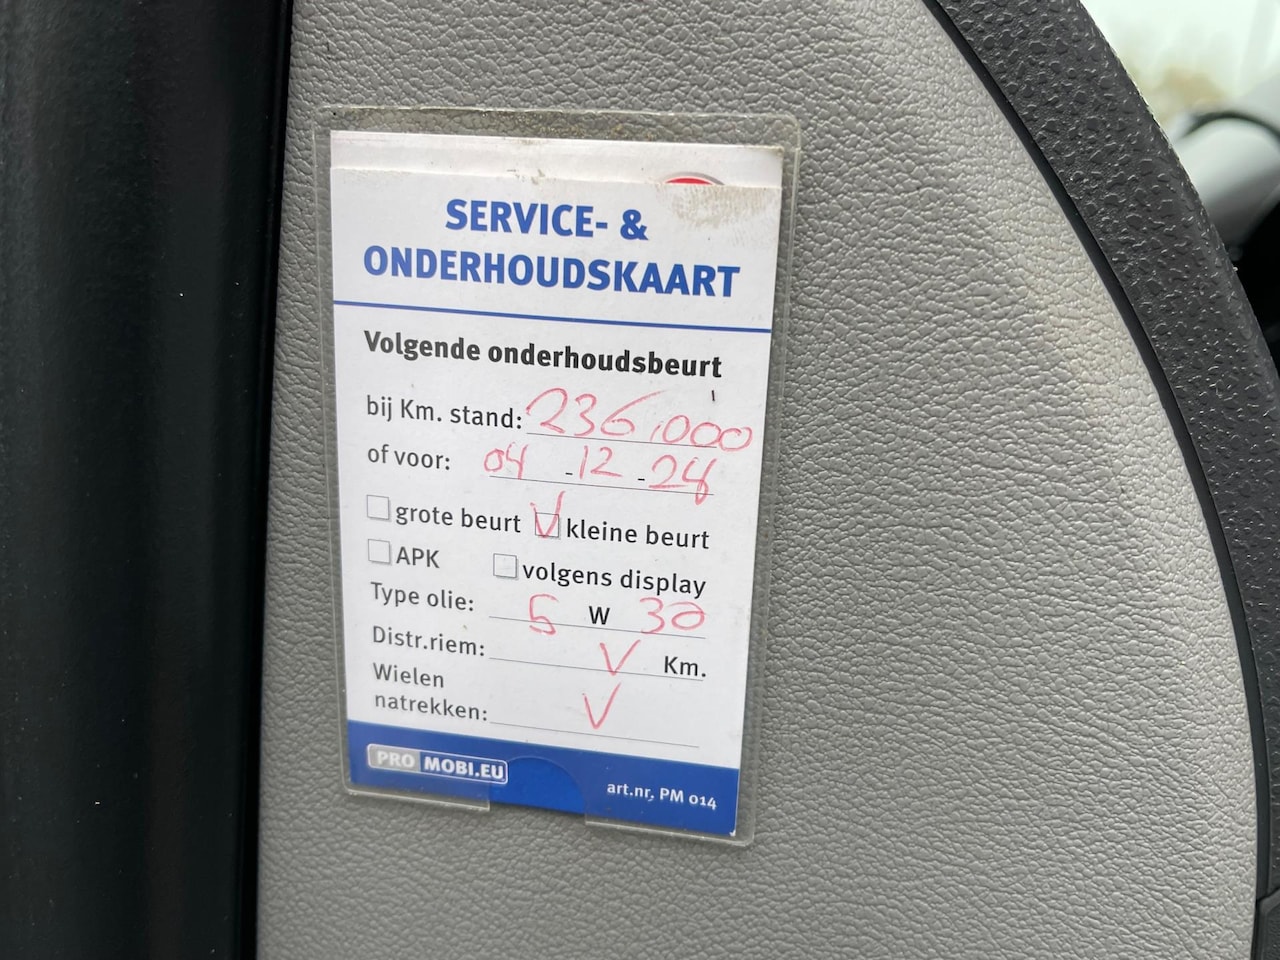 SERVICE- &
ONDERHOUDSKAART
Volgende onderhoudsbeurt
bij Km. stand: 236.000
of voor: 04 - 12 - 24
grote beurt V kleine beurt
APK volgens display
Type olie: 5 W 30
Distr.riem: V Km.
Wielen
natrekken: V
PRO MOBI.EU
art.nr. PM 014